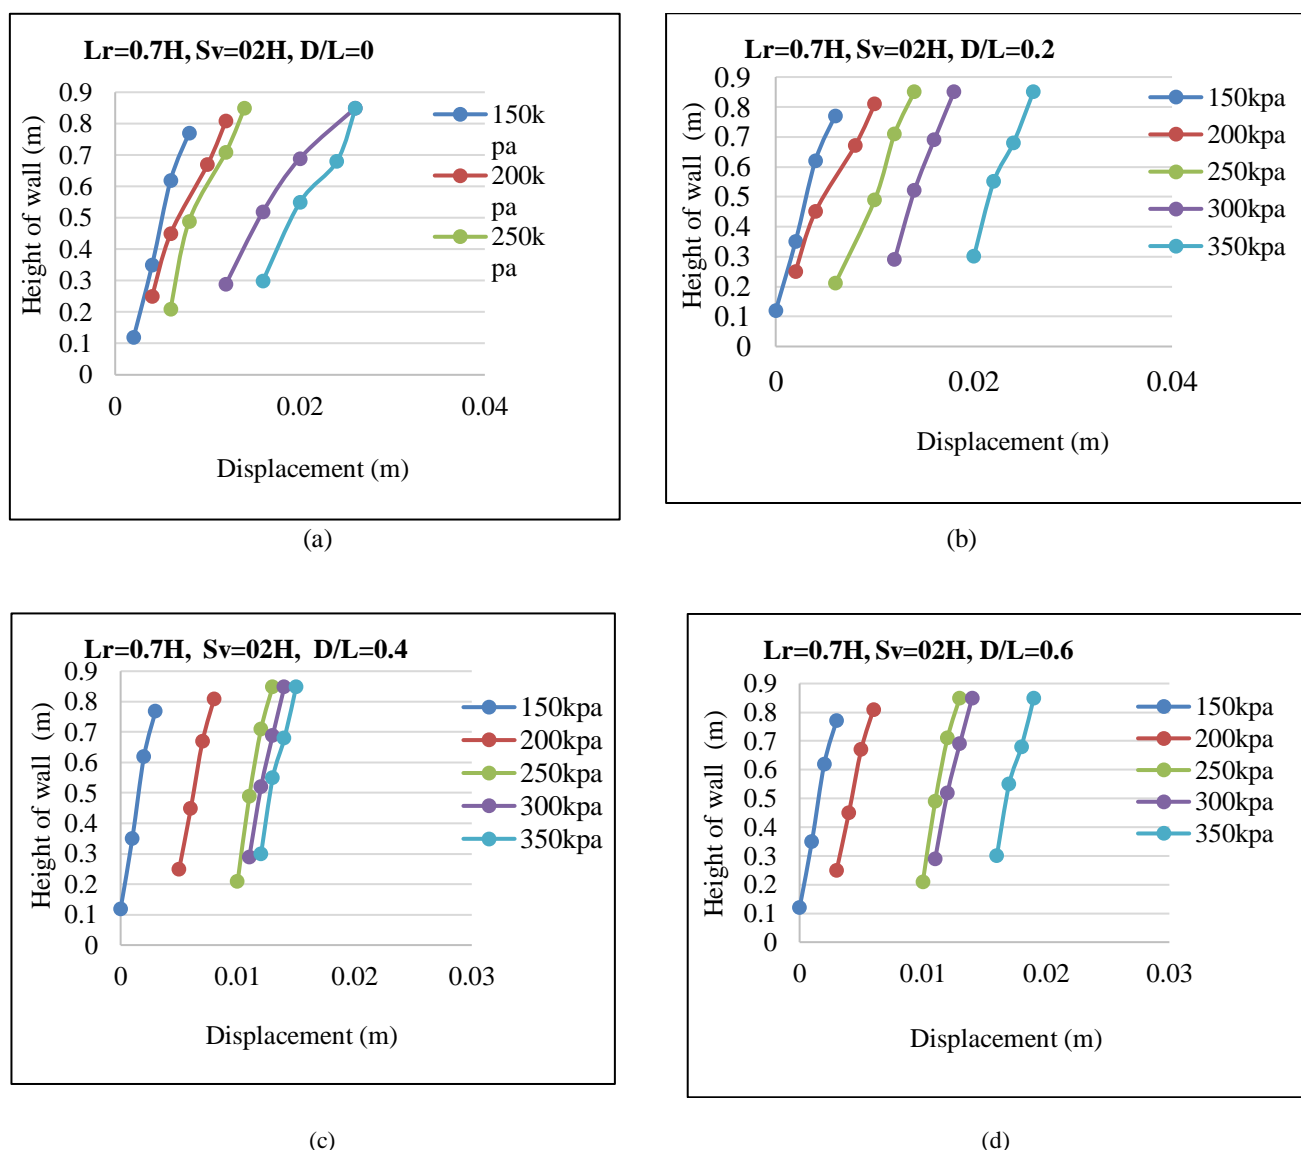 Lr=0.7H, Sv=02H, D/L=0
Height of wall (m)
0.9
0.8
0.7
0.6
0.5
0.4
0.3
0.2
0.1
0
0 0.02 0.04
Displacement (m)
150k
pa
200k
pa
250k
pa
(a)
Lr=0.7H, Sv=02H, D/L=0.2
Height of wall (m)
0.9
0.8
0.7
0.6
0.5
0.4
0.3
0.2
0.1
0
0 0.02 0.04
Displacement (m)
150kpa
200kpa
250kpa
300kpa
350kpa
(b)
Lr=0.7H, Sv=02H, D/L=0.4
Height of wall (m)
0.9
0.8
0.7
0.6
0.5
0.4
0.3
0.2
0.1
0
0 0.01 0.02 0.03
Displacement (m)
150kpa
200kpa
250kpa
300kpa
350kpa
(c)
Lr=0.7H, Sv=02H, D/L=0.6
Height of wall (m)
0.9
0.8
0.7
0.6
0.5
0.4
0.3
0.2
0.1
0
0 0.01 0.02 0.03
Displacement (m)
150kpa
200kpa
250kpa
300kpa
350kpa
(d)